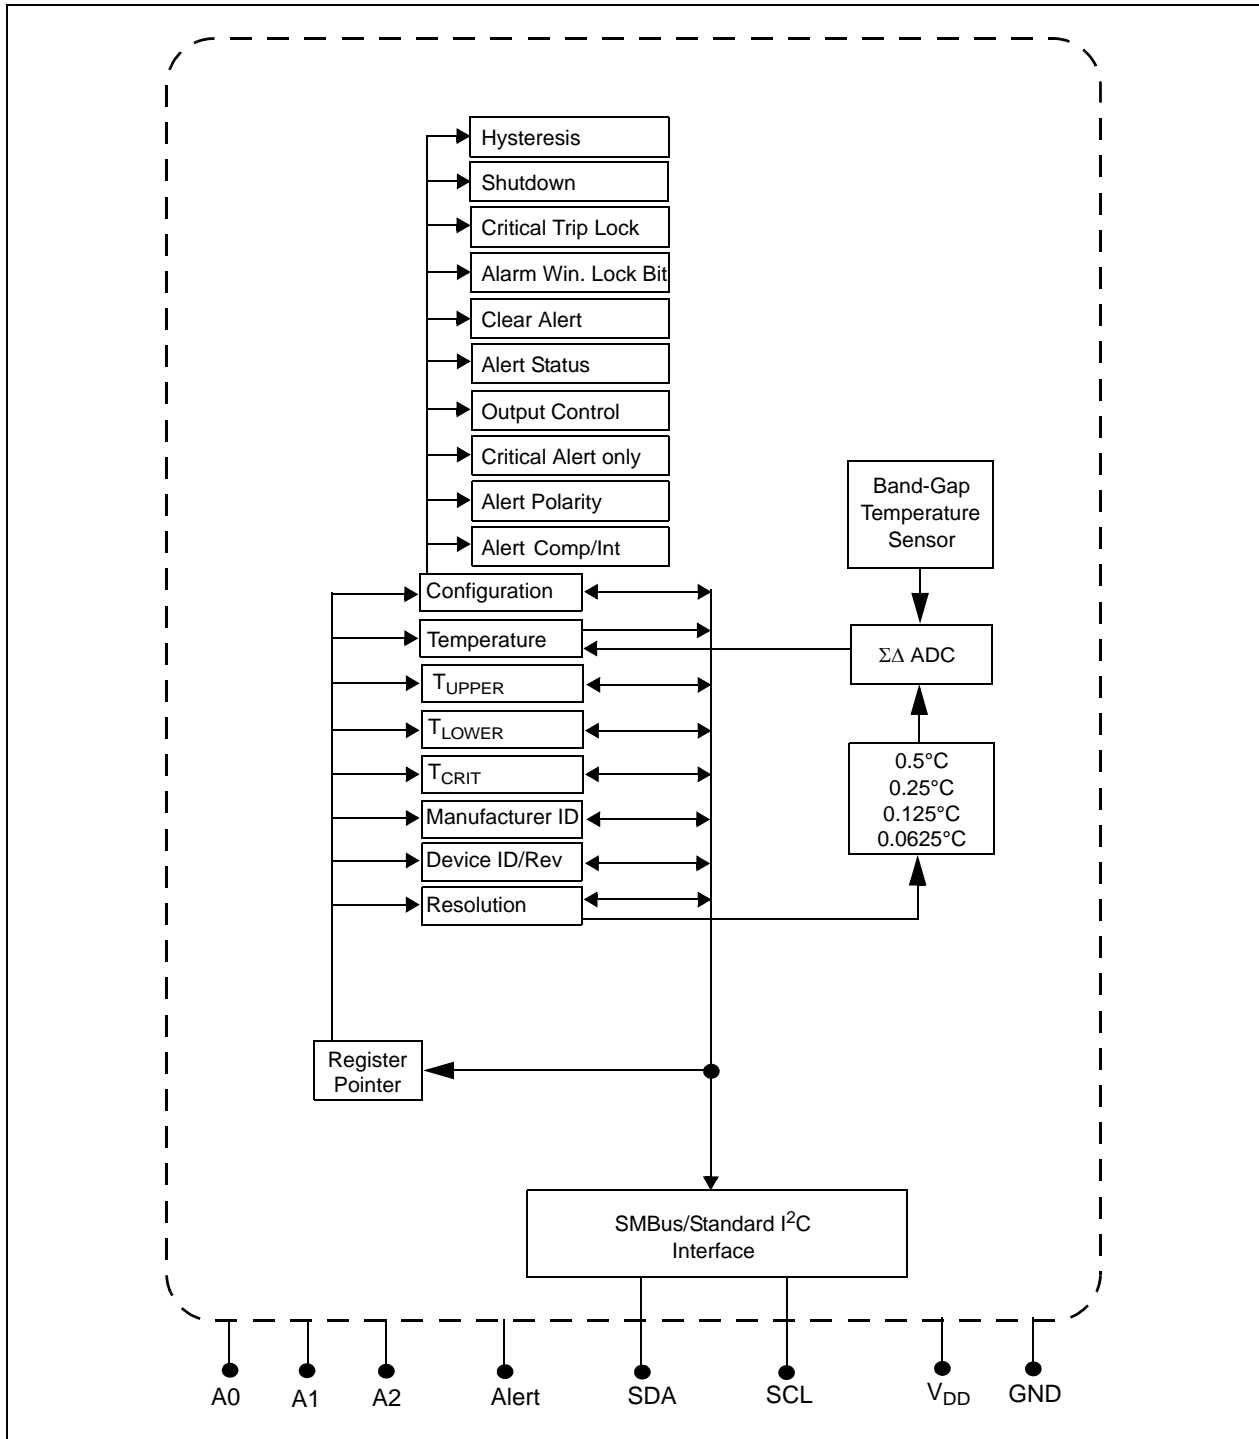 Hysteresis
Shutdown
Critical Trip Lock
Alarm Win. Lock Bit
Clear Alert
Alert Status
Output Control
Critical Alert only
Alert Polarity
Alert Comp/Int
Configuration
Temperature
TUPPER
TLOWER
TCRIT
Manufacturer ID
Device ID/Rev
Resolution
Band-Gap
Temperature
Sensor
ΣΔ ADC
0.5°C
0.25°C
0.125°C
0.0625°C
Register
Pointer
SMBus/Standard I²C
Interface
A0
A1
A2
Alert
SDA
SCL
VDD
GND